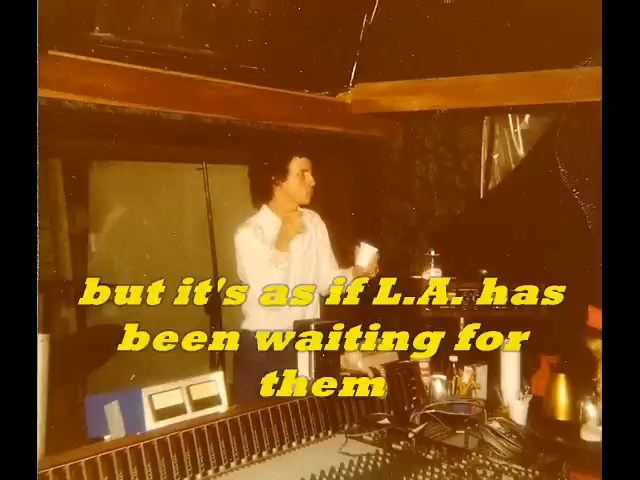 but it's as if L.A. has
been waiting for
them